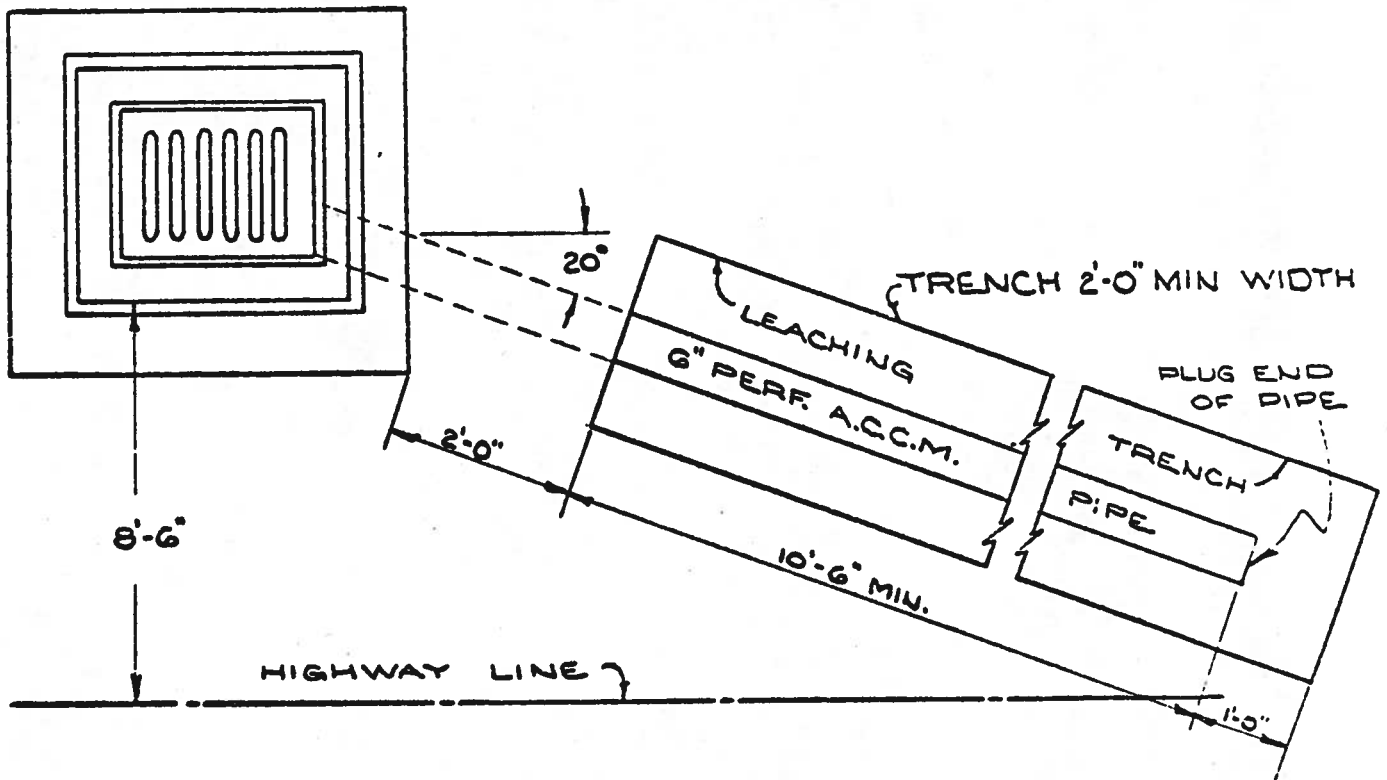 20°
TRENCH 2'-0" MIN WIDTH
LEACHING
6" PERF. A.C.C.M.
PLUG END
OF PIPE
TRENCH
PIPE
2'-0"
8'-6"
10'-6" MIN.
HIGHWAY LINE
1'-0"